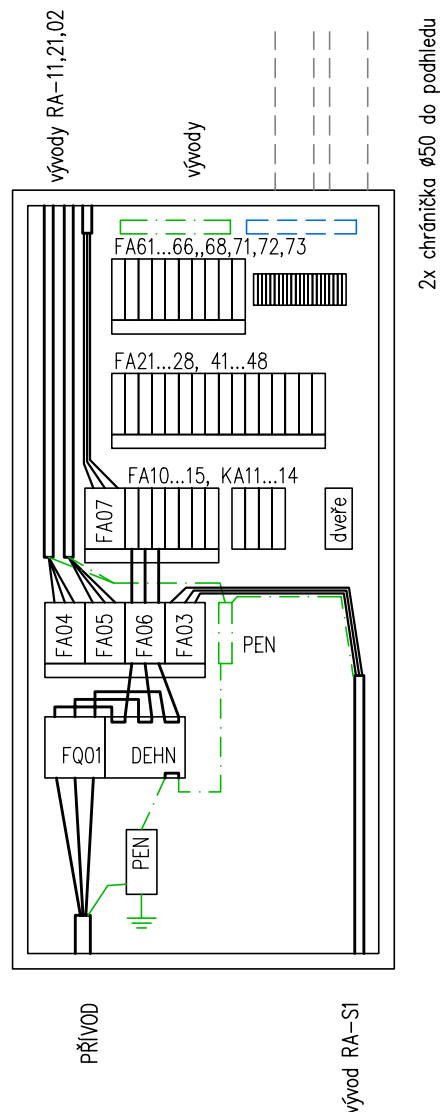 vývody RA-11,21,02
vývody
2x chránička ø50 do podhledu
FA61...66,,68,71,72,73
FA21...28, 41...48
FA10...15, KA11...14
FA07
dveře
FA04
FA05
FA06
FA03
PEN
FQ01
DEHN
PEN
PŘÍVOD
vývod RA-S1